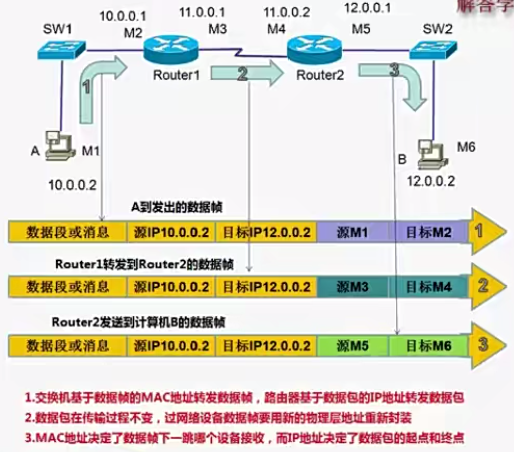 解答学
10.0.0.1 11.0.0.1 11.0.0.2 12.0.0.1
SW1 M2 M3 M4 M5 SW2
Router1 Router2
1 2 3
A M1 B M6
10.0.0.2 12.0.0.2
A到发出的数据帧
数据段或消息 源IP10.0.0.2 目标IP12.0.0.2 源M1 目标M2 1
Router1转发到Router2的数据帧
数据段或消息 源IP10.0.0.2 目标IP12.0.0.2 源M3 目标M4 2
Router2发送到计算机B的数据帧
数据段或消息 源IP10.0.0.2 目标IP12.0.0.2 源M5 目标M6 3
1.交换机基于数据帧的MAC地址转发数据帧，路由器基于数据包的IP地址转发数据包
2.数据包在传输过程不变，过网络设备数据帧要用新的物理层地址重新封装
3.MAC地址决定了数据帧下一跳哪个设备接收，而IP地址决定了数据包的起点和终点